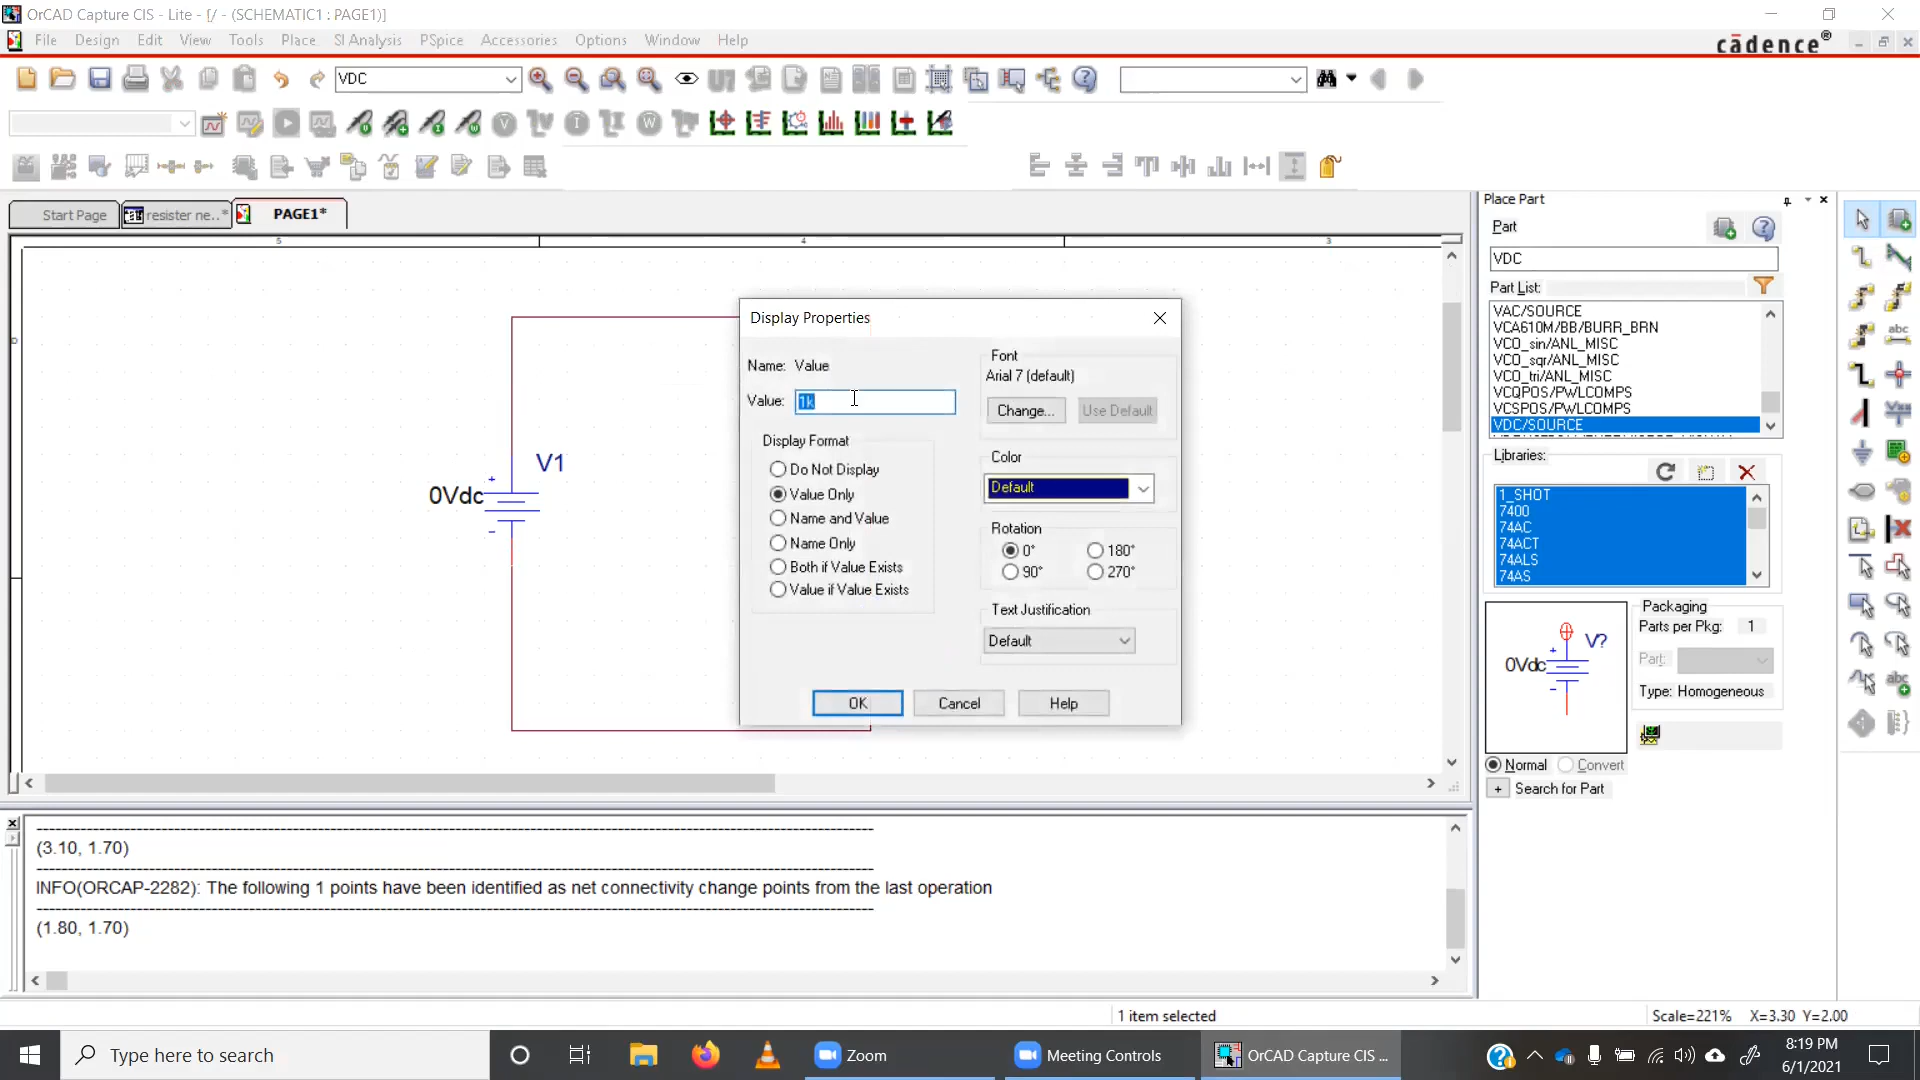 OrCAD Capture CIS - Lite - [/ - (SCHEMATIC1 : PAGE1)]
File Design Edit View Tools Place SI Analysis PSpice Accessories Options Window Help
cādence®
VDC
Start Page
resister ne..*
PAGE1*
5
4
3
V1
0Vdc
+
-
Display Properties
Name: Value
Value: 1k
Display Format
Do Not Display
Value Only
Name and Value
Name Only
Both if Value Exists
Value if Value Exists
Font
Arial 7 (default)
Change...
Use Default
Color
Default
Rotation
0°
180°
90°
270°
Text Justification
Default
OK
Cancel
Help
Place Part
Part
VDC
Part List:
VAC/SOURCE
VCA610M/BB/BURR_BRN
VCO_sin/ANL_MISC
VCO_sqr/ANL_MISC
VCO_tri/ANL_MISC
VCQPOS/PWLCOMPS
VCSPOS/PWLCOMPS
VDC/SOURCE
Libraries:
1_SHOT
7400
74AC
74ACT
74ALS
74AS
V?
0Vdc
Packaging
Parts per Pkg: 1
Part:
Type: Homogeneous
Normal
Convert
+ Search for Part
(3.10, 1.70)
INFO(ORCAP-2282): The following 1 points have been identified as net connectivity change points from the last operation
(1.80, 1.70)
1 item selected
Scale=221% X=3.30 Y=2.00
Type here to search
Zoom
Meeting Controls
OrCAD Capture CIS ...
8:19 PM
6/1/2021